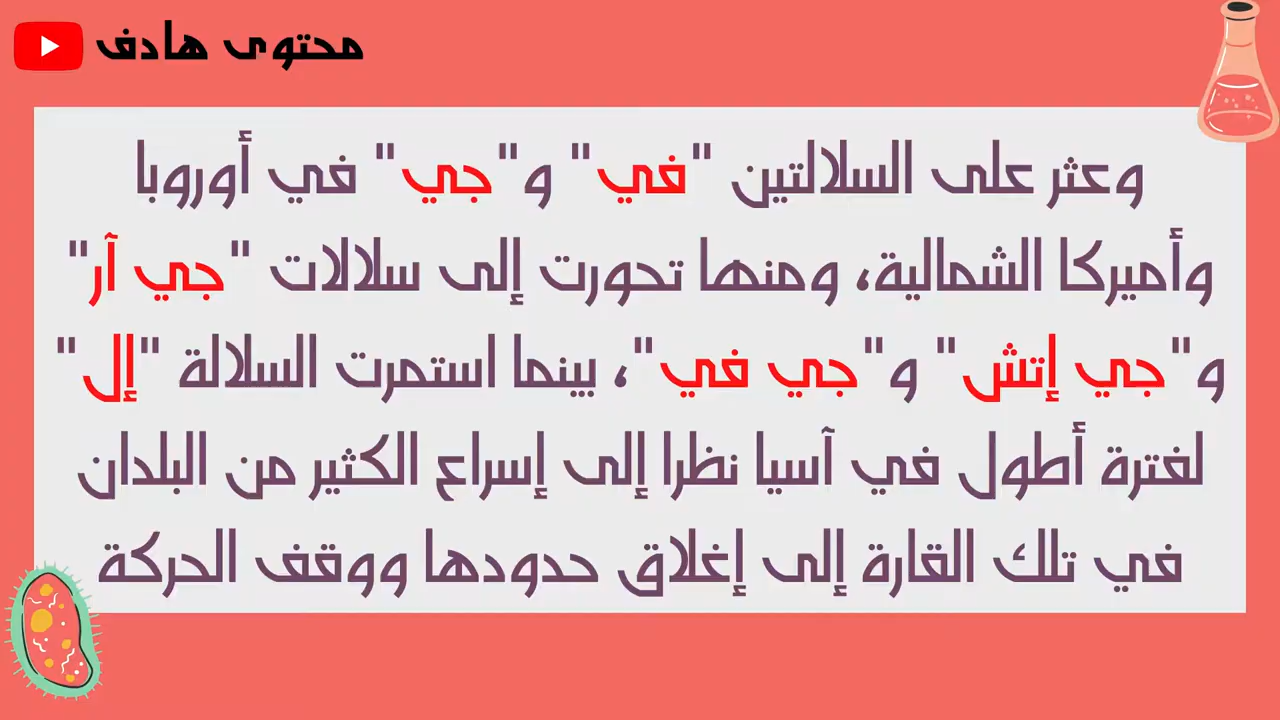 محتوى هادف
وعثر على السلالتين "في" و"جي" في أوروبا
وأميركا الشمالية، ومنها تحورت إلى سلالات "جي آر"
و"جي إتش" و"جي في"، بينما استمرت السلالة "إل"
لفترة أطول في آسيا نظرا إلى إسراع الكثير من البلدان
في تلك القارة إلى إغلاق حدودها ووقف الحركة